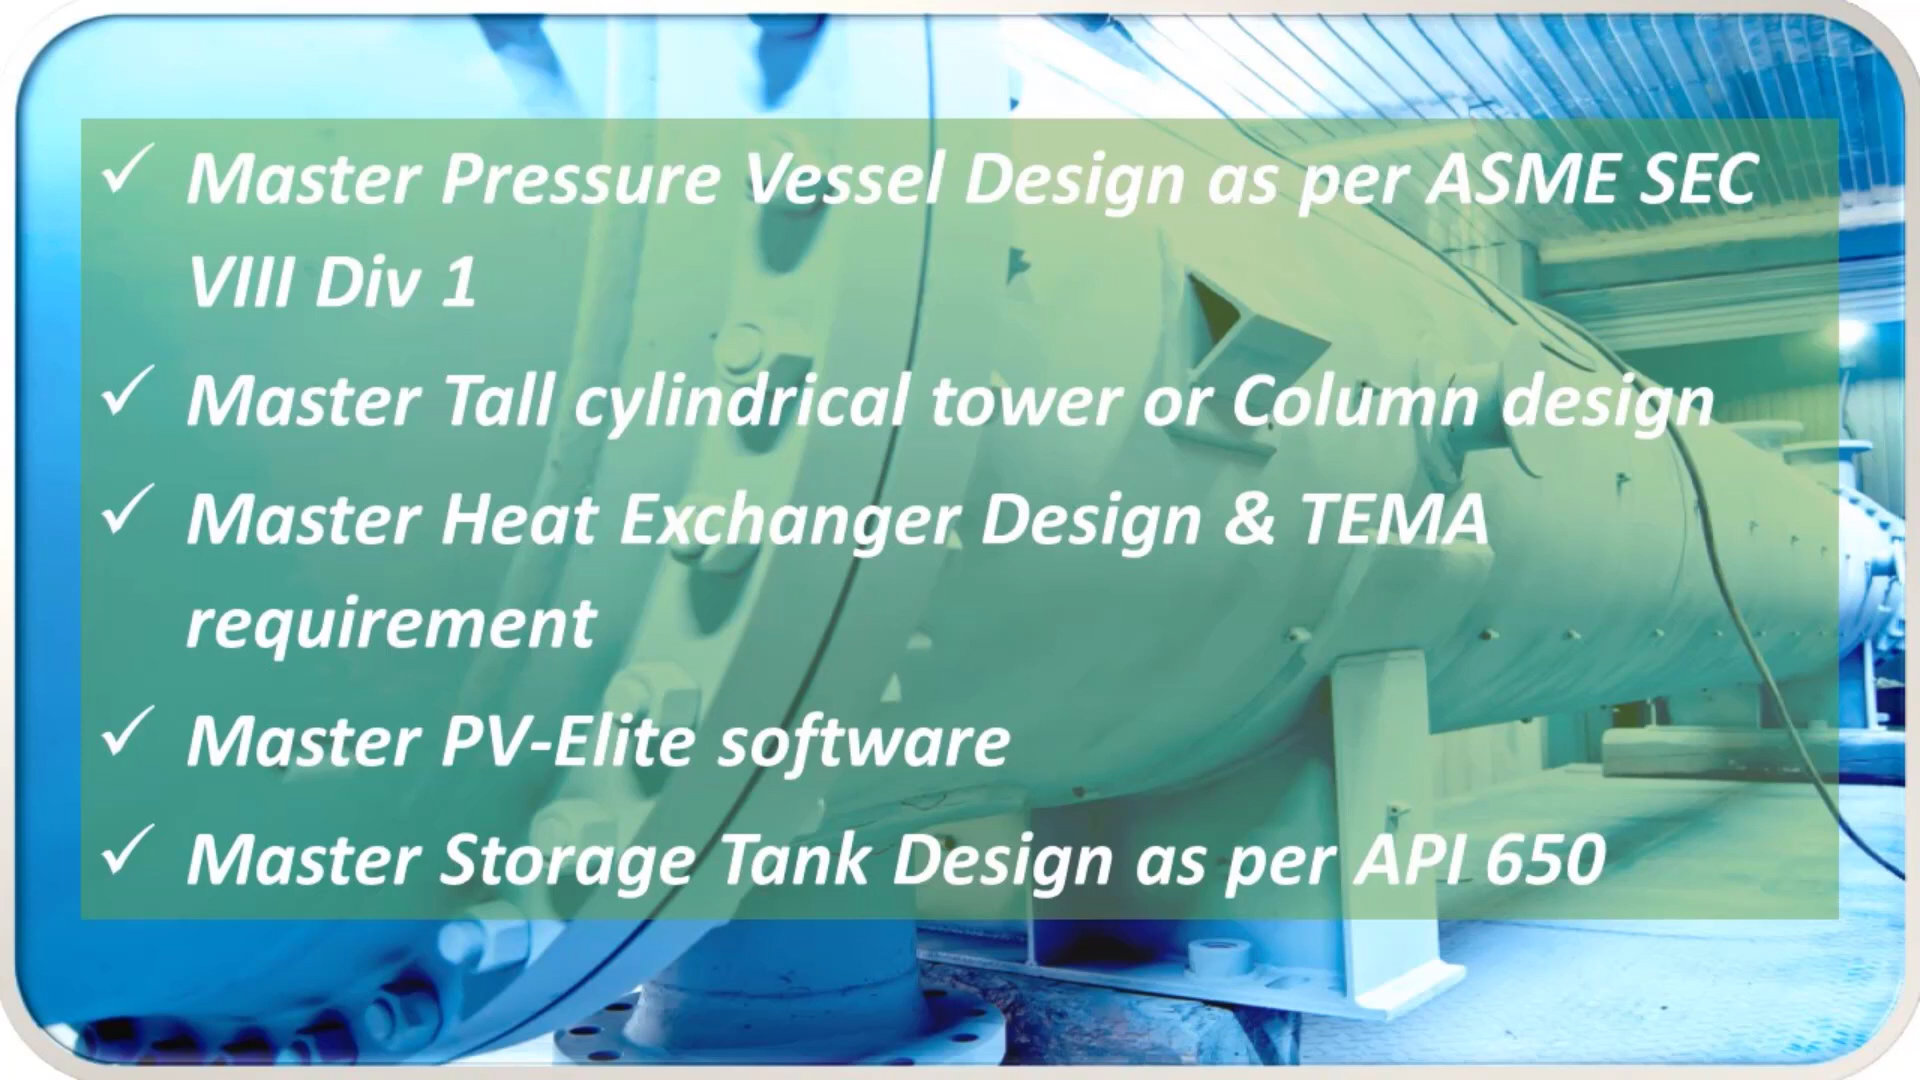 ✓ Master Pressure Vessel Design as per ASME SEC
VIII Div 1
✓ Master Tall cylindrical tower or Column design
✓ Master Heat Exchanger Design & TEMA
requirement
✓ Master PV-Elite software
✓ Master Storage Tank Design as per API 650